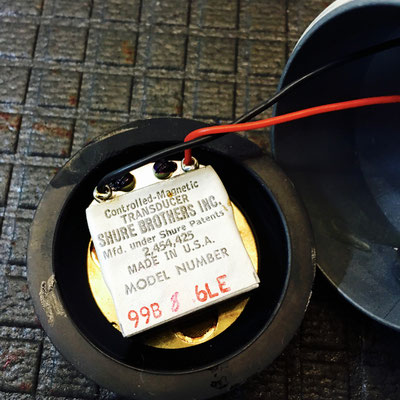 Controlled-Magnetic
TRANSDUCER
SHURE BROTHERS INC.
Mfd. under Shure Patents
2,454,425
MADE IN U.S.A.
MODEL NUMBER
99B 8 6LE